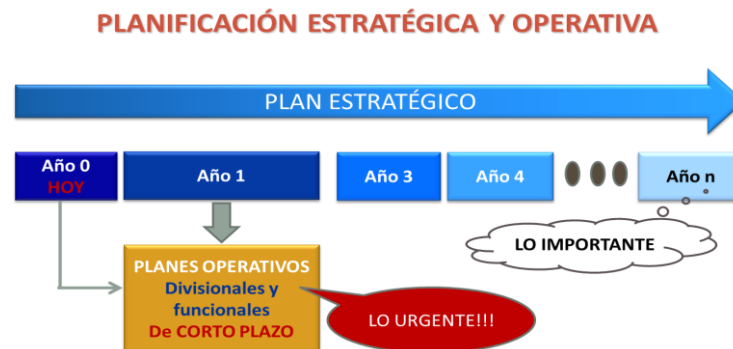 PLANIFICACIÓN ESTRATÉGICA Y OPERATIVA
PLAN ESTRATÉGICO
Año 0
HOY
Año 1
Año 3
Año 4
Año n
LO IMPORTANTE
PLANES OPERATIVOS
Divisionales y
funcionales
De CORTO PLAZO
LO URGENTE!!!